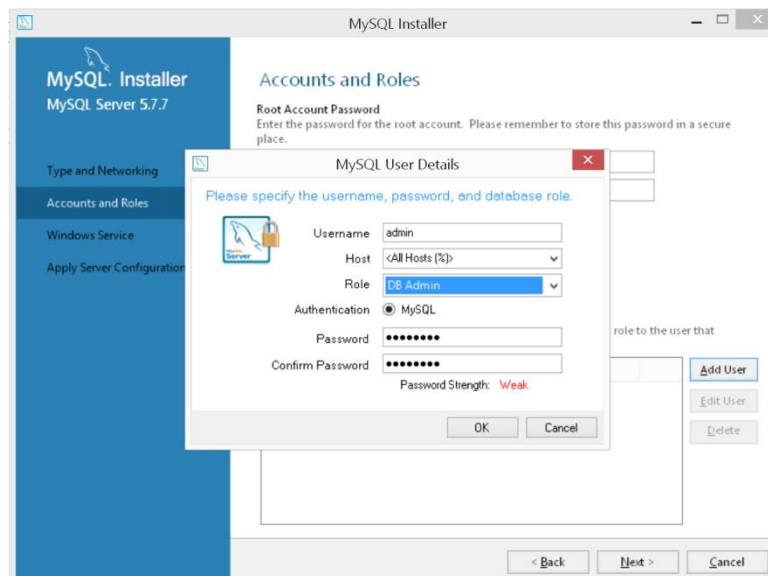 MySQL Installer
MySQL. Installer
MySQL Server 5.7.7
Type and Networking
Accounts and Roles
Windows Service
Apply Server Configuration
Accounts and Roles
Root Account Password
Enter the password for the root account. Please remember to store this password in a secure
place.
MySQL User Details
Please specify the username, password, and database role.
MySQL
Server
Username admin
Host <All Hosts (%)>
Role DB Admin
Authentication MySQL
Password ●●●●●●●●
Confirm Password ●●●●●●●●
Password Strength: Weak
OK Cancel
role to the user that
Add User
Edit User
Delete
< Back Next > Cancel